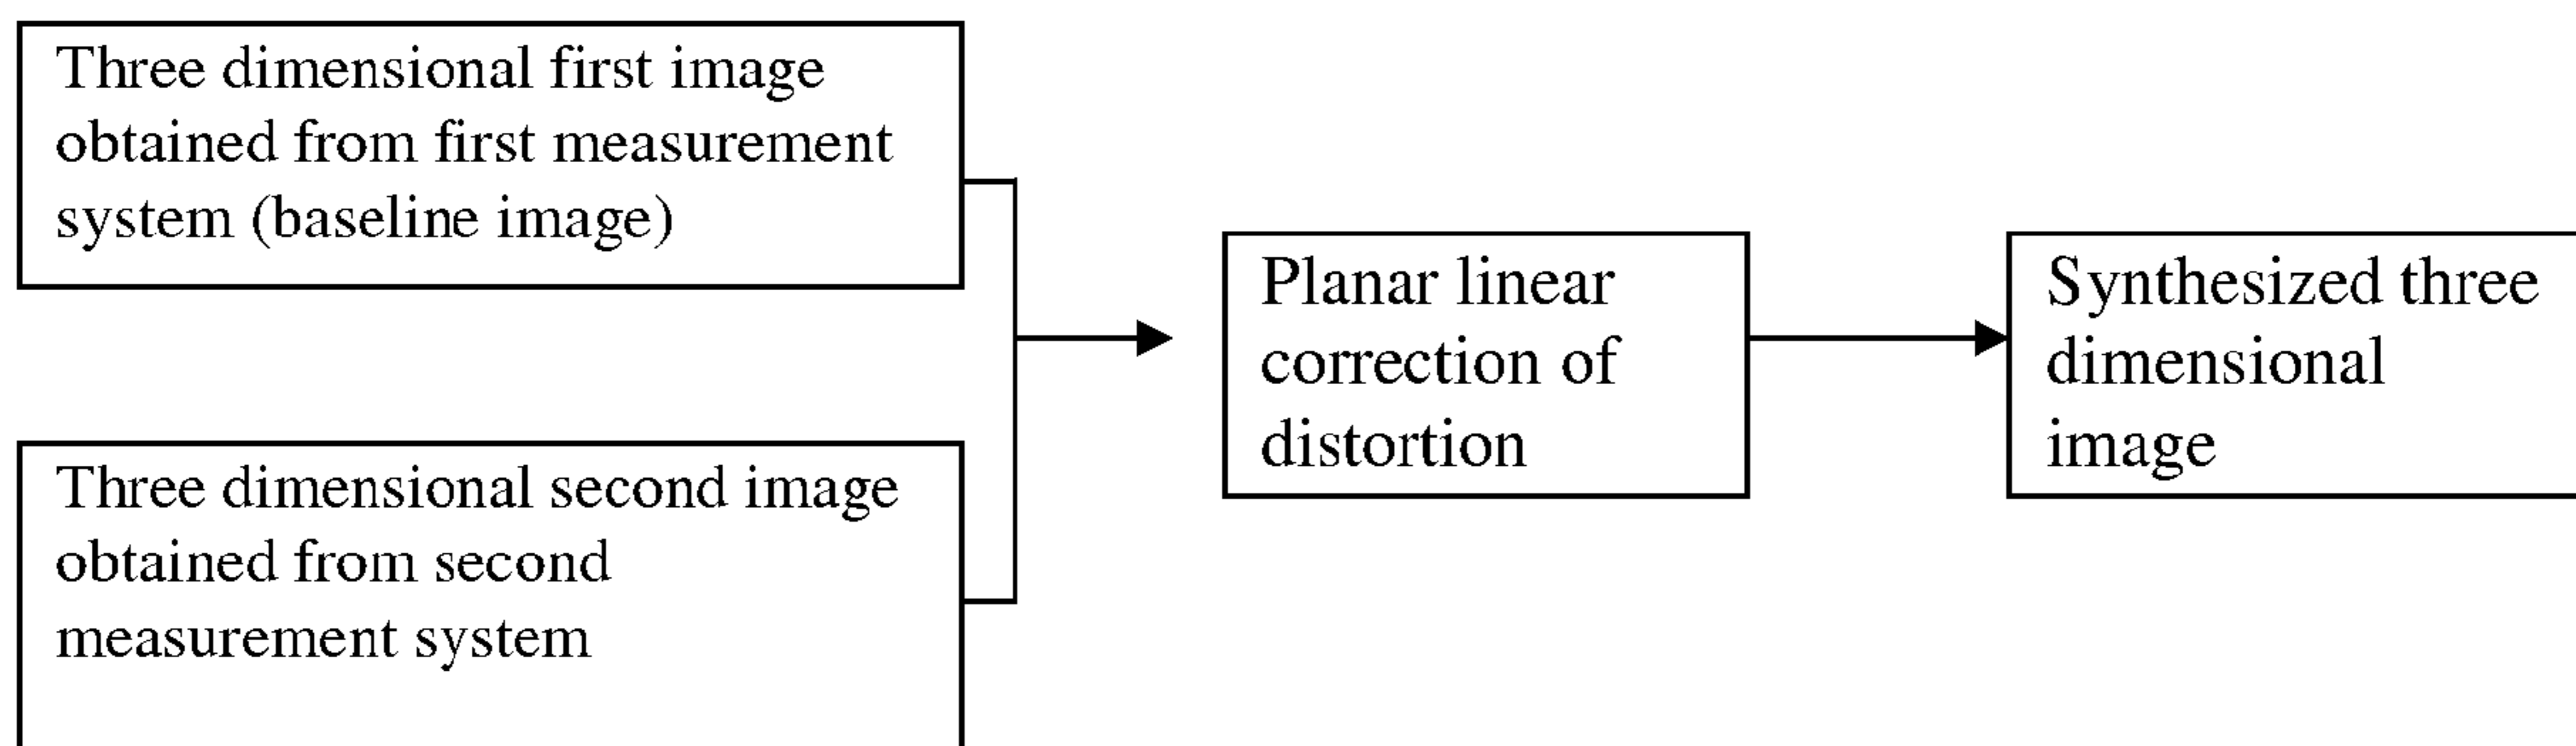 Three dimensional first image
obtained from first measurement
system (baseline image)
Three dimensional second image
obtained from second
measurement system
Planar linear
correction of
distortion
Synthesized three
dimensional
image